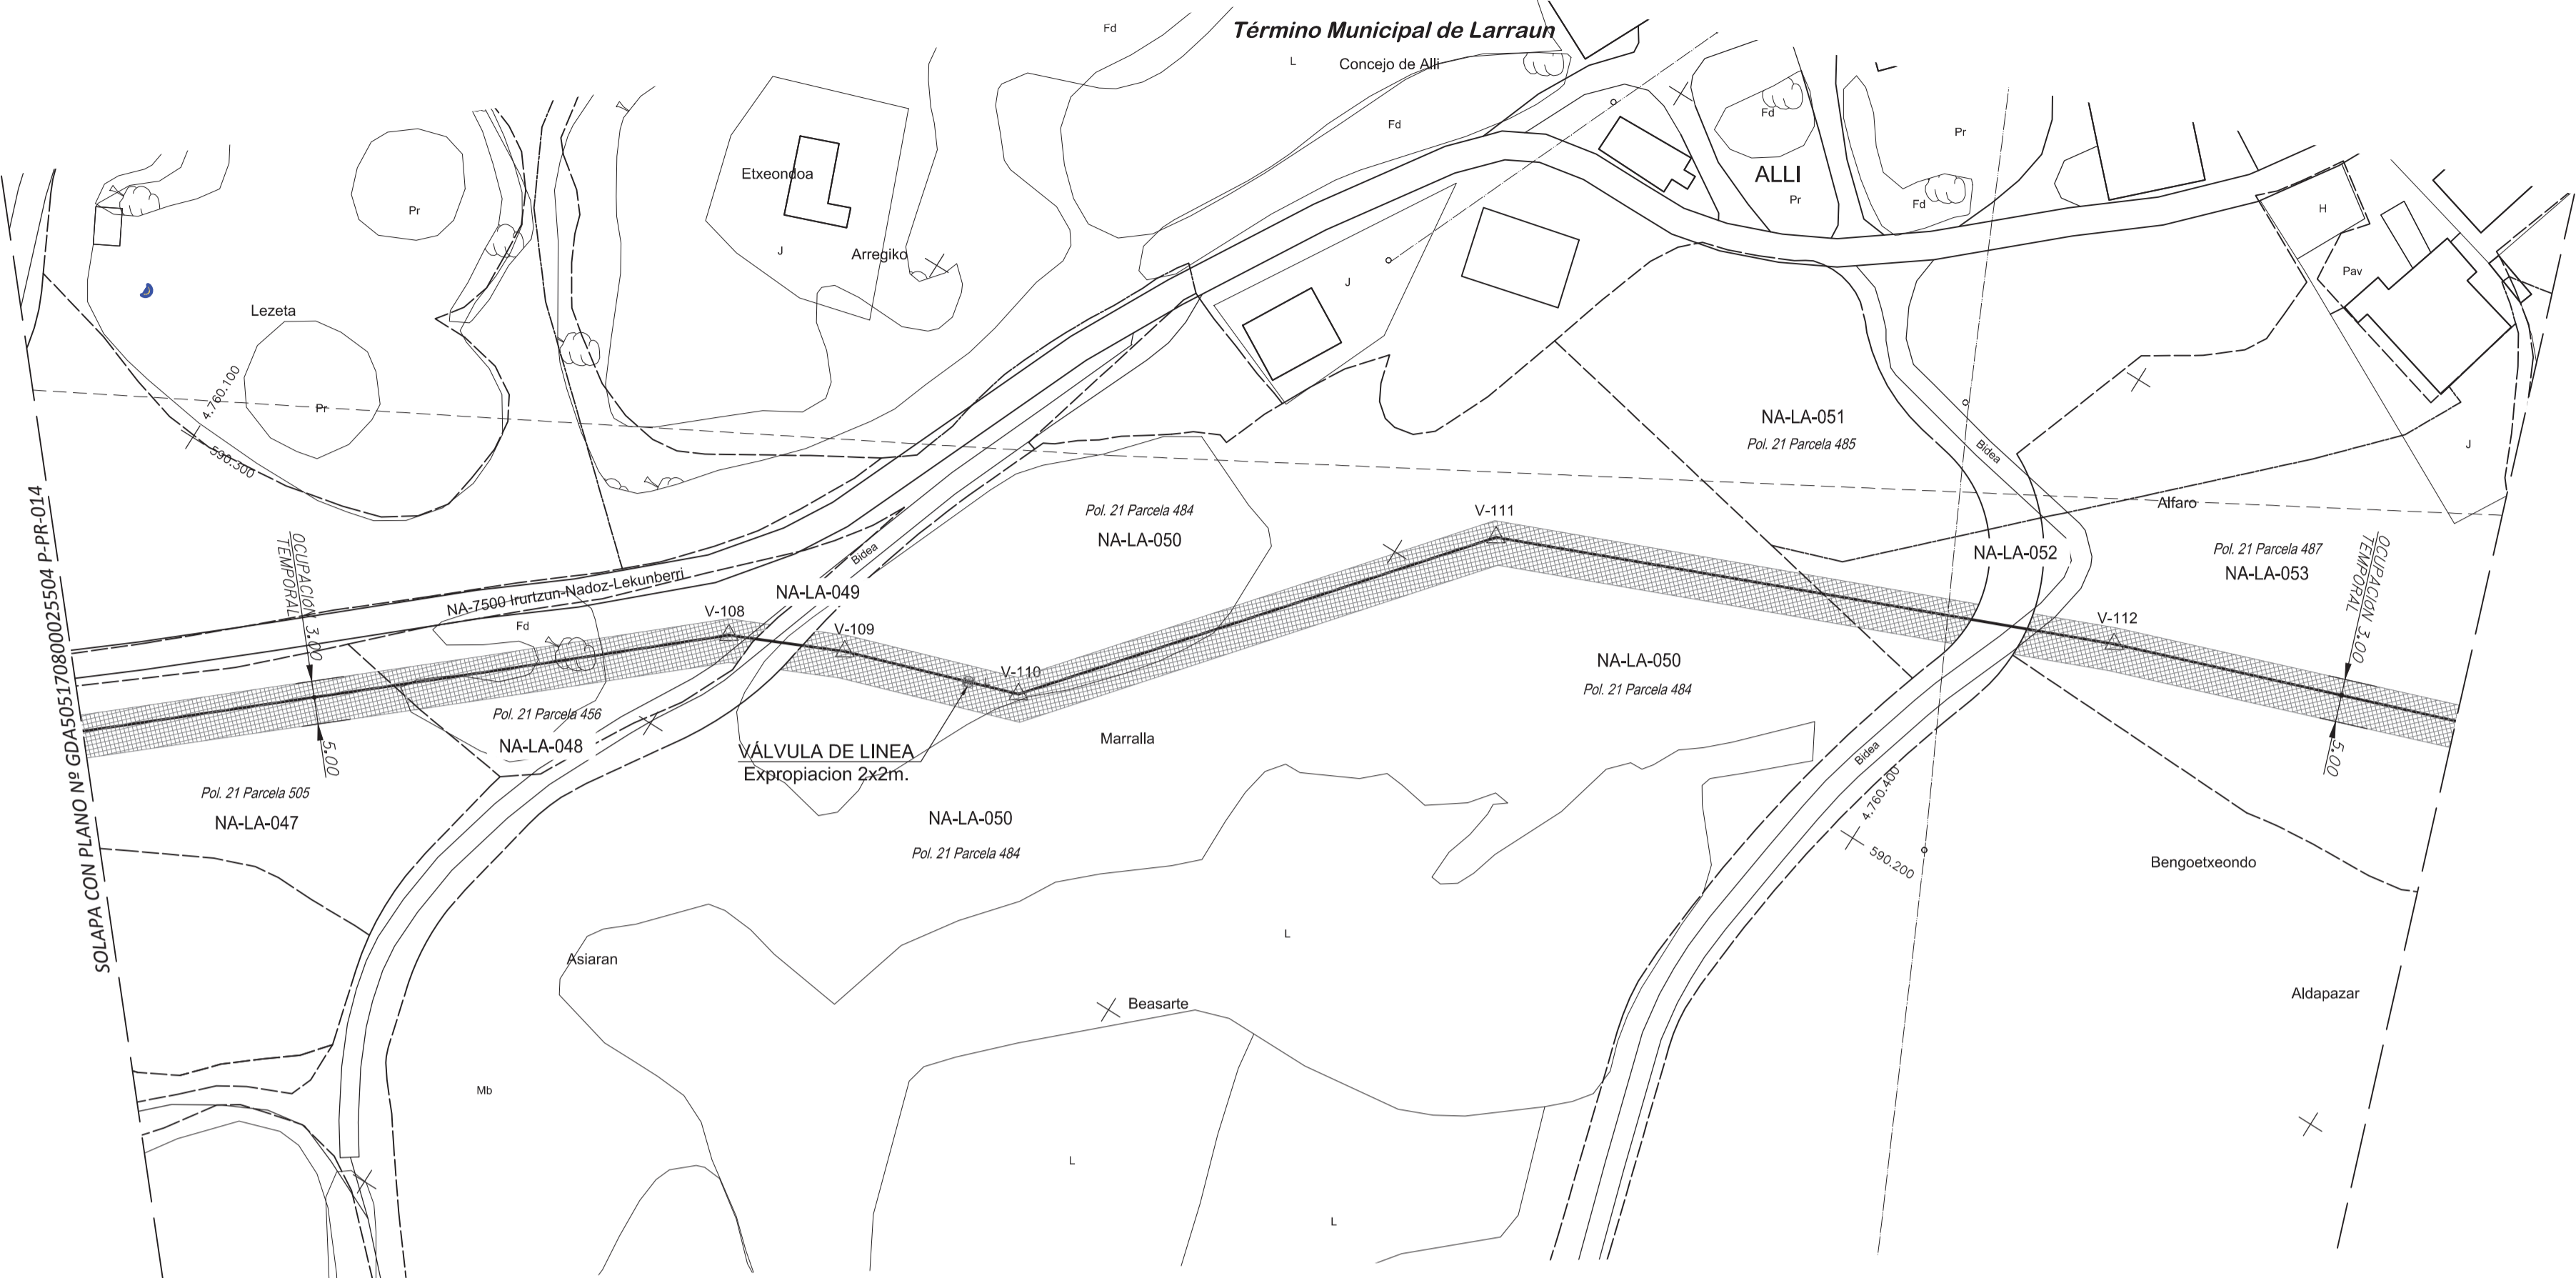 Término Municipal de Larraun
Fd
L
Concejo de Alli
Fd
Fd
Pr
ALLI
Pr
Fd
Etxeondoa
Pr
H
J
Arregiko
Pav
J
Lezeta
4.760.100
Pr
590.300
NA-LA-051
Pol. 21 Parcela 485
Bidea
J
Alfaro
SOLAPA CON PLANO Nº GDA5051708000025504 P-PR-014
OCUPACIÓN 3.00
TEMPORAL
5.00
Pol. 21 Parcela 484
NA-LA-050
V-111
NA-LA-052
Pol. 21 Parcela 487
NA-LA-053
OCUPACIÓN 3.00
TEMPORAL
5.00
NA-7500 Irurtzun-Nadoz-Lekunberri
Bidea
NA-LA-049
Fd
V-108
V-109
V-110
V-112
L
NA-LA-050
Pol. 21 Parcela 484
Pol. 21 Parcela 456
NA-LA-048
Marralla
VÁLVULA DE LINEA
Expropiacion 2x2m.
Bidea
4.760.400
590.200
Pol. 21 Parcela 505
NA-LA-047
NA-LA-050
Pol. 21 Parcela 484
Bengoetxeondo
L
Asiaran
Beasarte
Aldapazar
Mb
L
L